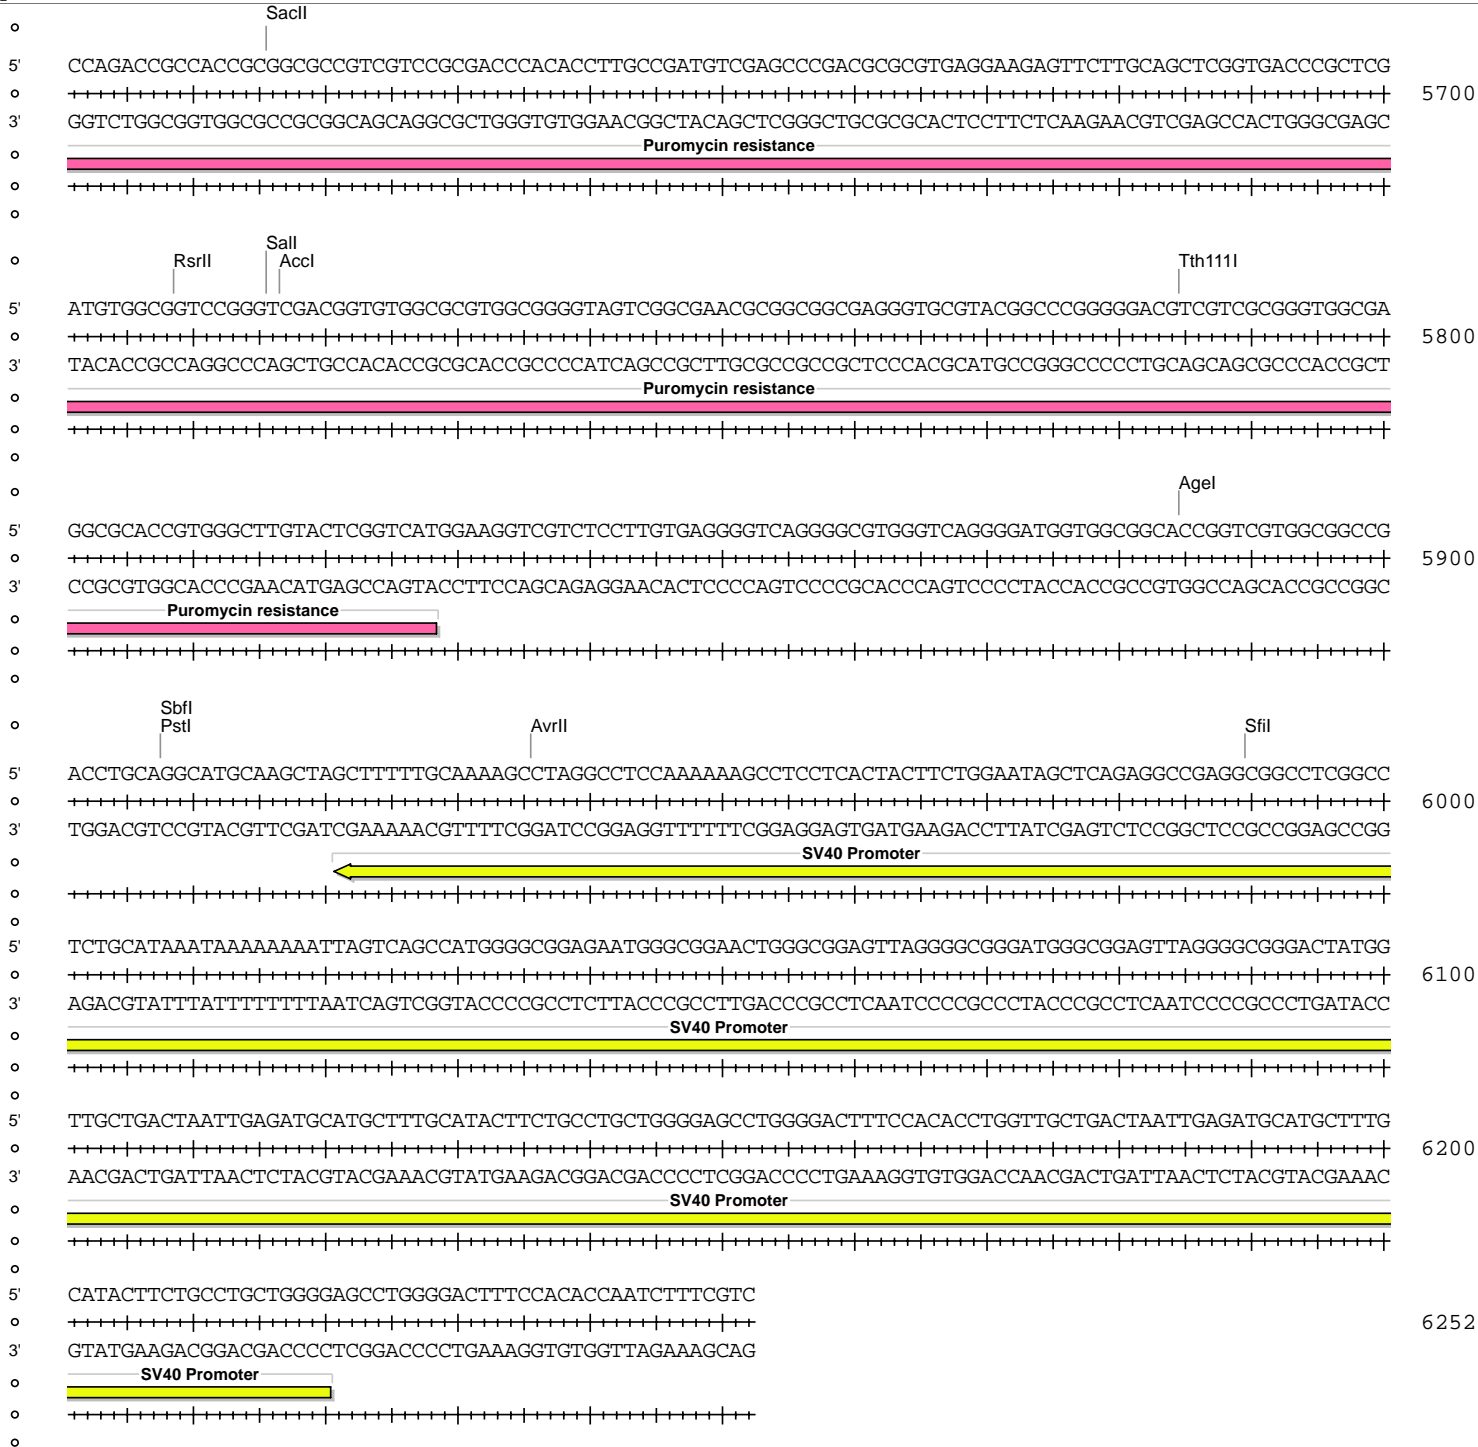 SacII
5' CCAGACCGCCACCGCGGCGCCGTCGTCCGCGACCCACACCTTGCCGATGTCGAGCCCGACGCGCGTGAGGAAGAGTTCTTGCAGCTCGGTGACCCGCTCG
5700
3' GGTCTGGCGGTGGCGCCGCGGCAGCAGGCGCTGGGTGTGGAACGGCTACAGCTCGGGCTGCGCGCACTCCTTCTCAAGAACGTCGAGCCACTGGGCGAGC
Puromycin resistance
SalI
RsrII AccI Tth111I
5' ATGTGGCGGTCCGGGTCGACGGTGTGGCGCGTGGCGGGGTAGTCGGCGAACGCGGCGGCGAGGGTGCGTACGGCCCGGGGGACGTCGTCGCGGGTGGCGA
5800
3' TACACCGCCAGGCCCAGCTGCCACACCGCGCACCGCCCCATCAGCCGCTTGCGCCGCCGCTCCCACGCATGCCGGGCCCCCTGCAGCAGCGCCCACCGCT
Puromycin resistance
AgeI
5' GGCGCACCGTGGGCTTGTACTCGGTCATGGAAGGTCGTCTCCTTGTGAGGGGTCAGGGGCGTGGGTCAGGGGATGGTGGCGGCACCGGTCGTGGCGGCCG
5900
3' CCGCGTGGCACCCGAACATGAGCCAGTACCTTCCAGCAGAGGAACACTCCCCAGTCCCCGCACCCAGTCCCCTACCACCGCCGTGGCCAGCACCGCCGGC
Puromycin resistance
SbfI
PstI AvrII SfiI
5' ACCTGCAGGCATGCAAGCTAGCTTTTTGCAAAAGCCTAGGCCTCCAAAAAAGCCTCCTCACTACTTCTGGAATAGCTCAGAGGCCGAGGCGGCCTCGGCC
6000
3' TGGACGTCCGTACGTTCGATCGAAAAACGTTTTCGGATCCGGAGGTTTTTTCGGAGGAGTGATGAAGACCTTATCGAGTCTCCGGCTCCGCCGGAGCCGG
SV40 Promoter
5' TCTGCATAAATAAAAAAAATTAGTCAGCCATGGGGCGGAGAATGGGCGGAACTGGGCGGAGTTAGGGGCGGGATGGGCGGAGTTAGGGGCGGGACTATGG
6100
3' AGACGTATTTATTTTTTTTAATCAGTCGGTACCCCGCCTCTTACCCGCCTTGACCCGCCTCAATCCCCGCCCTACCCGCCTCAATCCCCGCCCTGATACC
SV40 Promoter
5' TTGCTGACTAATTGAGATGCATGCTTTGCATACTTCTGCCTGCTGGGGAGCCTGGGGACTTTCCACACCTGGTTGCTGACTAATTGAGATGCATGCTTTG
6200
3' AACGACTGATTAACTCTACGTACGAAACGTATGAAGACGGACGACCCCTCGGACCCCTGAAAGGTGTGGACCAACGACTGATTAACTCTACGTACGAAAC
SV40 Promoter
5' CATACTTCTGCCTGCTGGGGAGCCTGGGGACTTTCCACACCAATCTTTCGTC
6252
3' GTATGAAGACGGACGACCCCTCGGACCCCTGAAAGGTGTGGTTAGAAAGCAG
SV40 Promoter